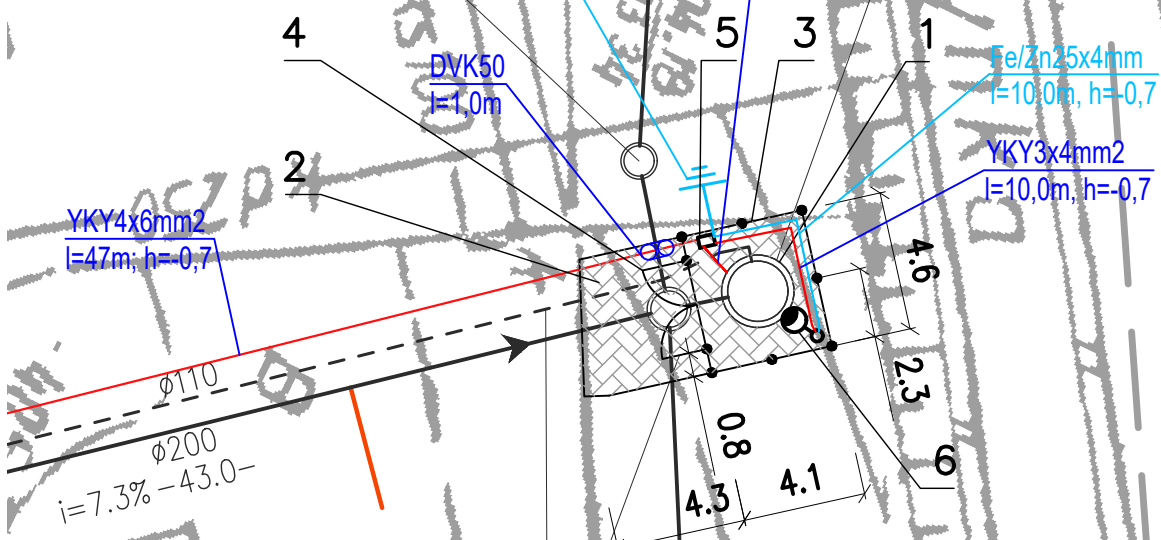 4
5
3
1
DVK50
l=1,0m
Fe/Zn25x4mm
l=10,0m, h=-0,7
2
YKY3x4mm2
l=10,0m, h=-0,7
YKY4x6mm2
l=47m; h=-0,7
4.6
ø110
2.3
ø200
i=7.3%-43.0-
0.8
6
4.3
4.1